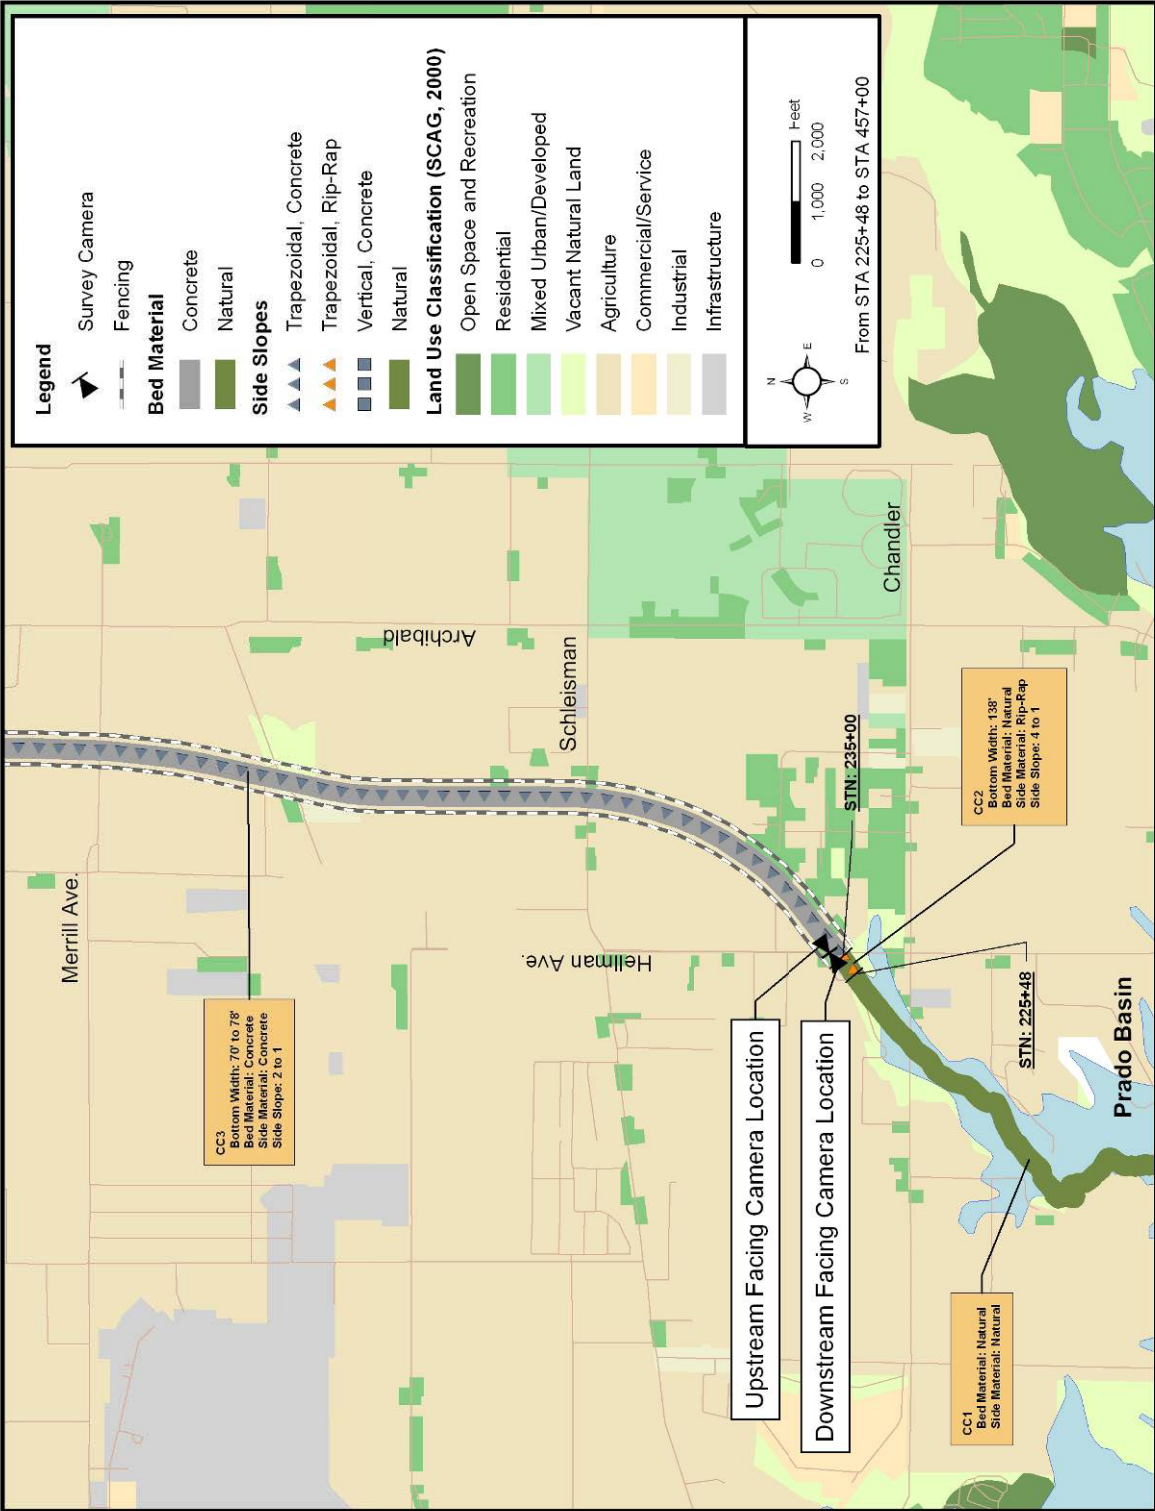 Legend
Survey Camera
Fencing
Bed Material
Concrete
Natural
Side Slopes
Trapezoidal, Concrete
Trapezoidal, Rip-Rap
Vertical, Concrete
Natural
Land Use Classification (SCAG, 2000)
Open Space and Recreation
Residential
Mixed Urban/Developed
Vacant Natural Land
Agriculture
Commercial/Service
Industrial
Infrastructure
N
W
E
S
0 1,000 2,000
Feet
From STA 225+48 to STA 457+00
Merrill Ave.
Archibald
Schleisman
Hellman Ave.
Chandler
CC3
Bottom Width: 70' to 78'
Bed Material: Concrete
Side Material: Concrete
Side Slope: 2 to 1
STN: 235+00
CC2
Bottom Width: 138'
Bed Material: Natural
Side Material: Rip-Rap
Side Slope: 4 to 1
Upstream Facing Camera Location
Downstream Facing Camera Location
STN: 225+48
Prado Basin
CC1
Bed Material: Natural
Side Material: Natural